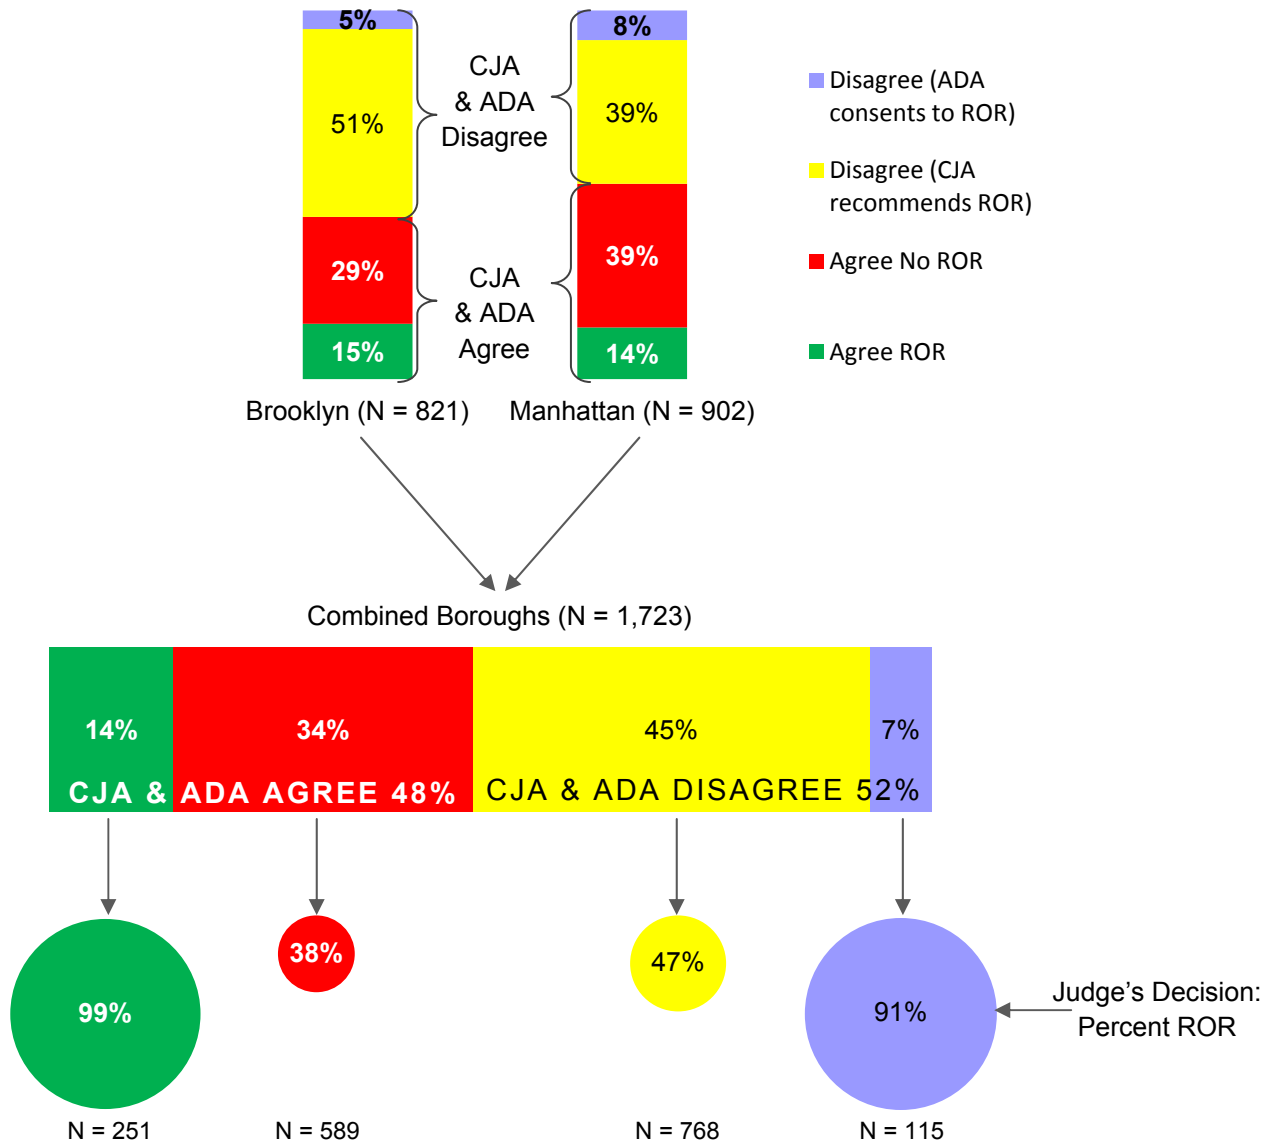 5%
51%
29%
15%
CJA
& ADA
Disagree
CJA
& ADA
Agree
8%
39%
39%
14%
Disagree (ADA
consents to ROR)
Disagree (CJA
recommends ROR)
Agree No ROR
Agree ROR
Brooklyn (N = 821)
Manhattan (N = 902)
Combined Boroughs (N = 1,723)
14%
34%
45%
7%
CJA & ADA AGREE 48%
CJA & ADA DISAGREE 52%
99%
38%
47%
91%
Judge's Decision:
Percent ROR
N = 251
N = 589
N = 768
N = 115